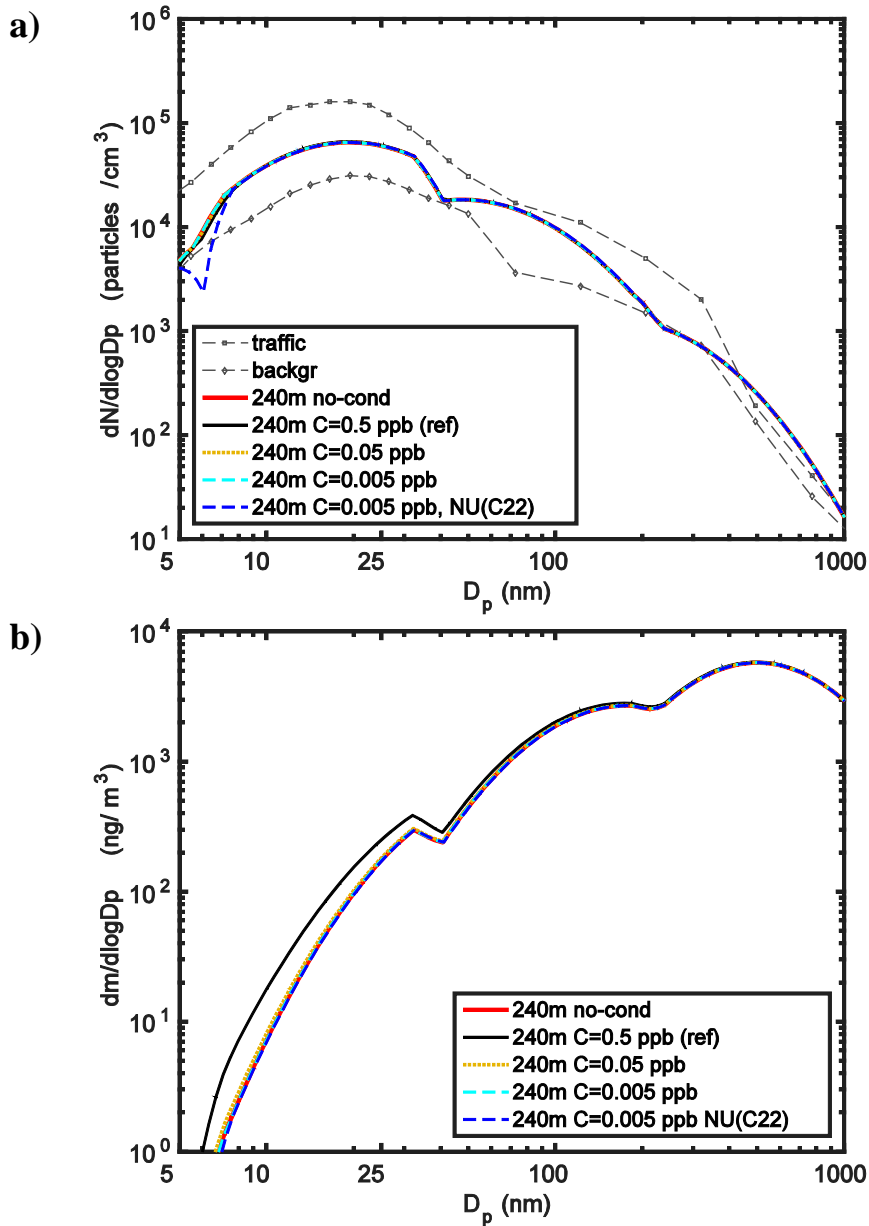 a)
10^6
10^5
10^4
10^3
10^2
10^1
dN/dlogDp (particles /cm^3)
traffic
backgr
240m no-cond
240m C=0.5 ppb (ref)
240m C=0.05 ppb
240m C=0.005 ppb
240m C=0.005 ppb, NU(C22)
5 10 25 100 1000
D_p (nm)
b)
10^4
10^3
10^2
10^1
10^0
dm/dlogDp (ng/ m^3)
240m no-cond
240m C=0.5 ppb (ref)
240m C=0.05 ppb
240m C=0.005 ppb
240m C=0.005 ppb NU(C22)
5 10 25 100 1000
D_p (nm)